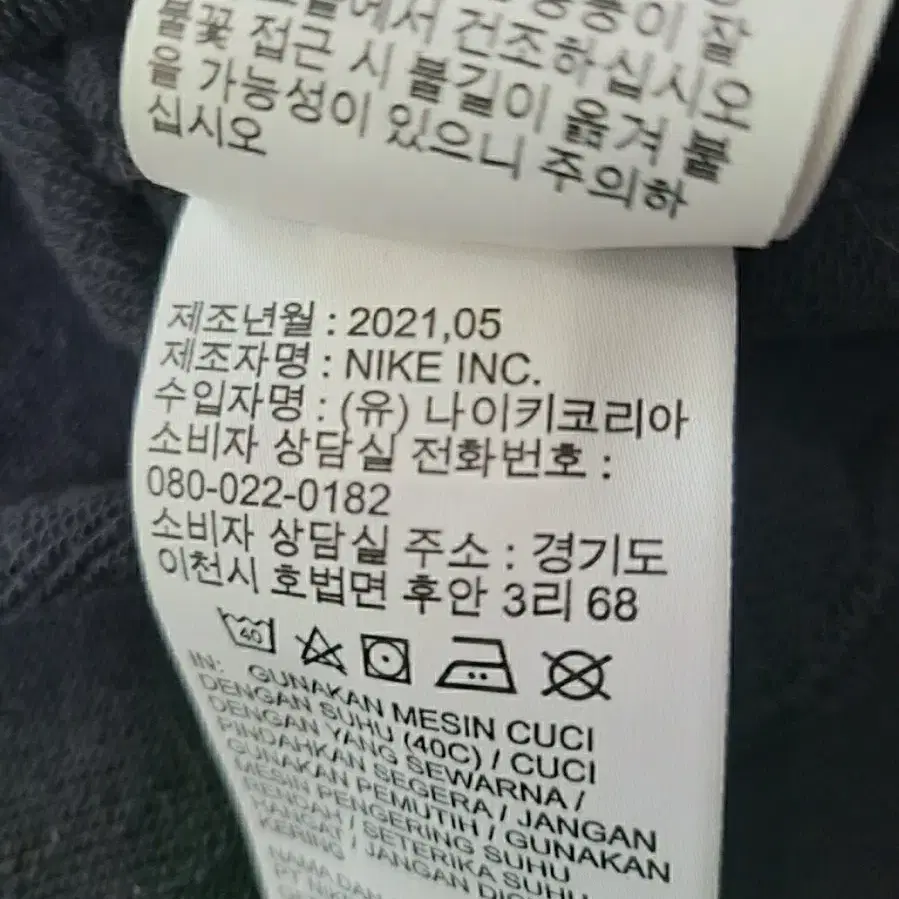 중이 잘
에서 건조하십시오 불
불꽃 접근 시 불길이 옮겨 붙
을 가능성이 있으니 주의하
십시오
제조년월 : 2021,05
제조자명 : NIKE INC.
수입자명 : (유) 나이키코리아
소비자 상담실 전화번호 :
080-022-0182
소비자 상담실 주소 : 경기도
이천시 호법면 후안 3리 68
40
IN: GUNAKAN MESIN CUCI
DENGAN SUHU (40C) / CUCI
DENGAN YANG SEWARNA /
PINDAHKAN SEGERA / JANGAN
GUNAKAN PEMUTIH / GUNAKAN
MESIN PENGERING SUHU
RENDAH / SETERIKA SUHU
HANGAT / JANGAN
KERING
NAMA DAN
PT NIK